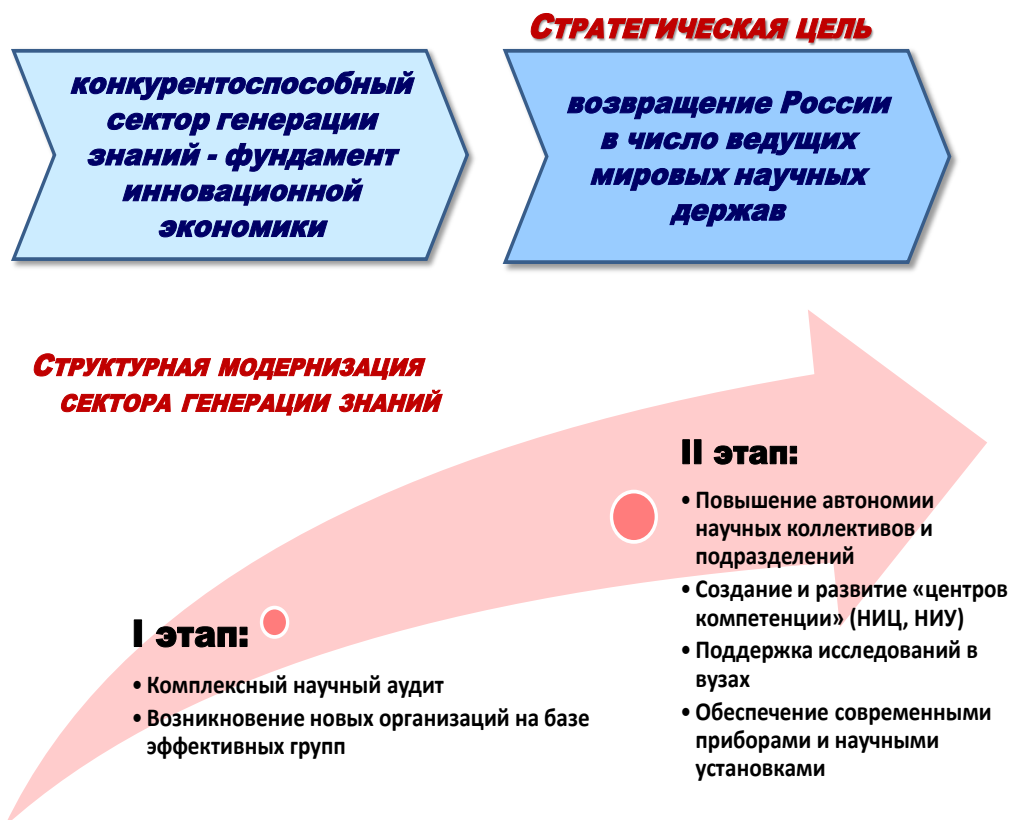 СТРАТЕГИЧЕСКАЯ ЦЕЛЬ
конкурентоспособный
сектор генерации
знаний - фундамент
инновационной
экономики
возвращение России
в число ведущих
мировых научных
держав
СТРУКТУРНАЯ МОДЕРНИЗАЦИЯ
СЕКТОРА ГЕНЕРАЦИИ ЗНАНИЙ
I этап:
• Комплексный научный аудит
• Возникновение новых организаций на базе
эффективных групп
II этап:
• Повышение автономии
научных коллективов и
подразделений
• Создание и развитие «центров
компетенции» (НИЦ, НИУ)
• Поддержка исследований в
вузах
• Обеспечение современными
приборами и научными
установками